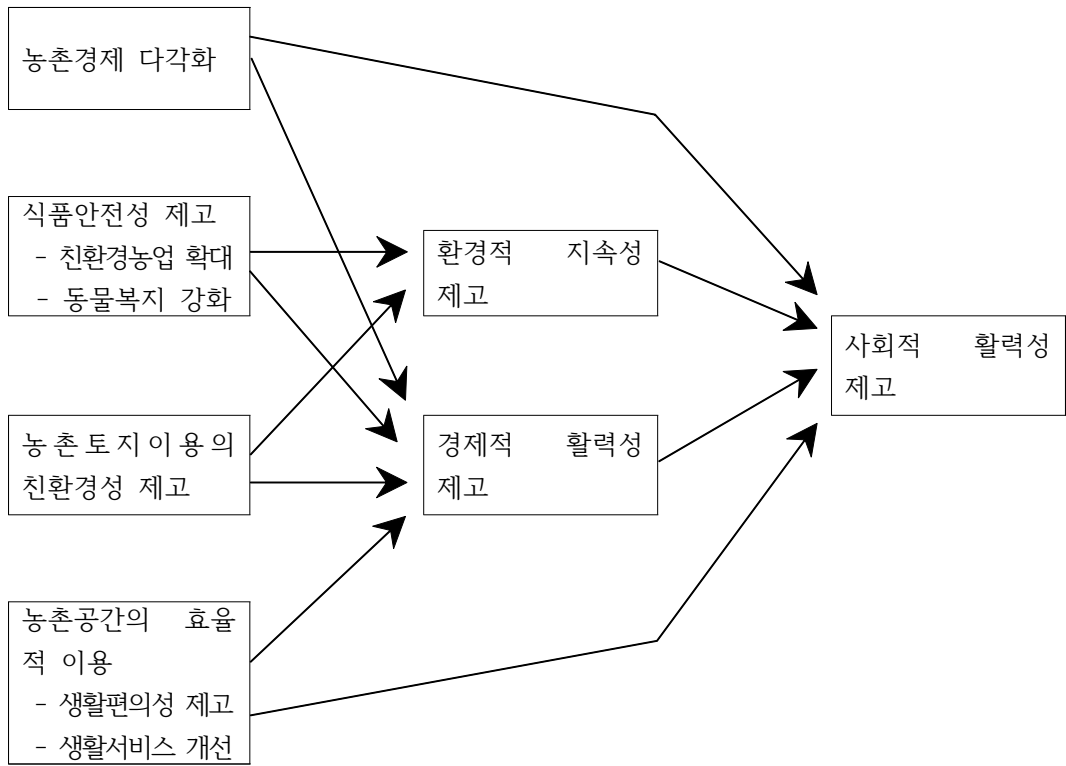 농촌경제 다각화
식품안전성 제고
- 친환경농업 확대
- 동물복지 강화
농촌토지이용의
친환경성 제고
농촌공간의 효율
적 이용
- 생활편의성 제고
- 생활서비스 개선
환경적 지속성
제고
경제적 활력성
제고
사회적 활력성
제고